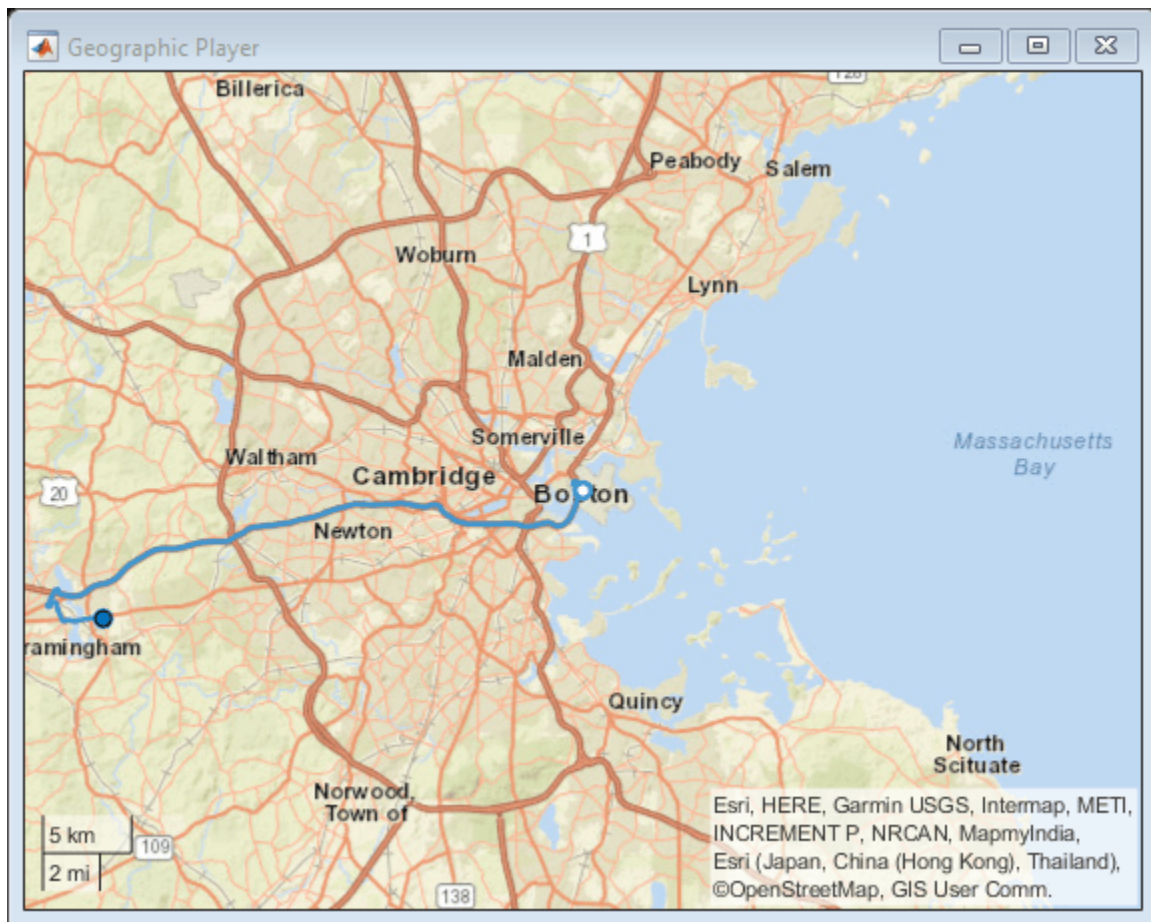 Geographic Player
128
Billerica
Peabody
Salem
1
Woburn
Lynn
Malden
Somerville
Massachusetts
Bay
Waltham
Cambridge
20
Newton
ramingham
Quincy
North
Scituate
Norwood,
Town of
5 km
2 mi
109
138
Esri, HERE, Garmin USGS, Intermap, METI,
INCREMENT P, NRCAN, MapmyIndia,
Esri (Japan, China (Hong Kong), Thailand),
©OpenStreetMap, GIS User Comm.